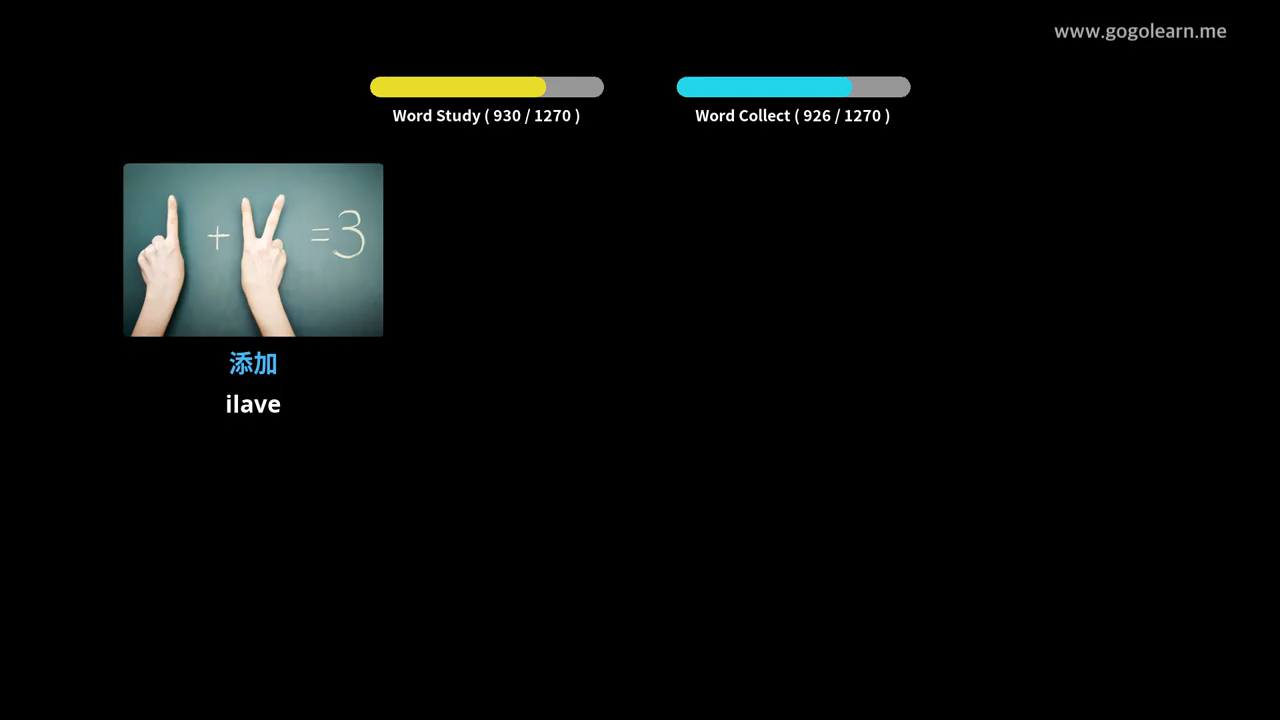 www.gogolearn.me
Word Study ( 930 / 1270 )
Word Collect ( 926 / 1270 )
+ =3
添加
ilave